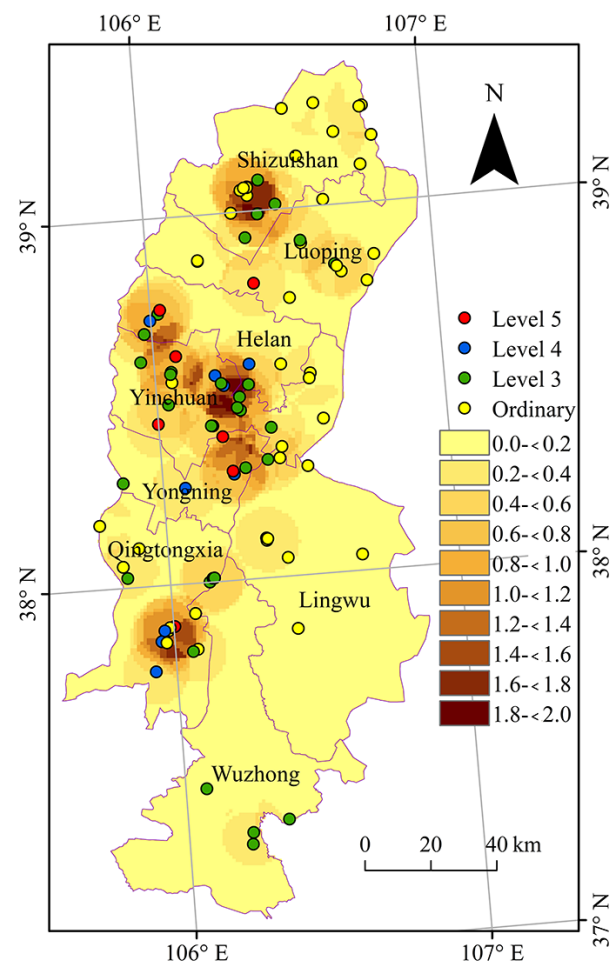 106° E
107° E
N
Shizuishan
39° N
39° N
Luoping
Level 5
Helan
Level 4
Level 3
Yinchuan
Ordinary
0.0-<0.2
0.2-<0.4
Yongning
0.4-<0.6
0.6-<0.8
Qingtongxia
38° N
0.8-<1.0
38° N
Lingwu
1.0-<1.2
1.2-<1.4
1.4-<1.6
1.6-<1.8
1.8-<2.0
Wuzhong
0 20 40 km
37° N
106° E
107° E